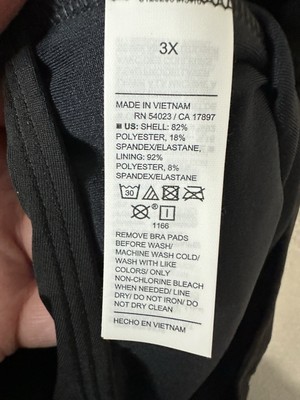 3X
MADE IN VIETNAM
RN 54023 / CA 17897
US: SHELL: 82%
POLYESTER, 18%
SPANDEX/ELASTANE,
LINING: 92%
POLYESTER, 8%
SPANDEX/ELASTANE
30
®
1166
REMOVE BRA PADS
BEFORE WASH/
MACHINE WASH COLD/
WASH WITH LIKE
COLORS/ ONLY
NON-CHLORINE BLEACH
WHEN NEEDED/ LINE
DRY/ DO NOT IRON/ DO
NOT DRY CLEAN
HECHO EN VIETNAM